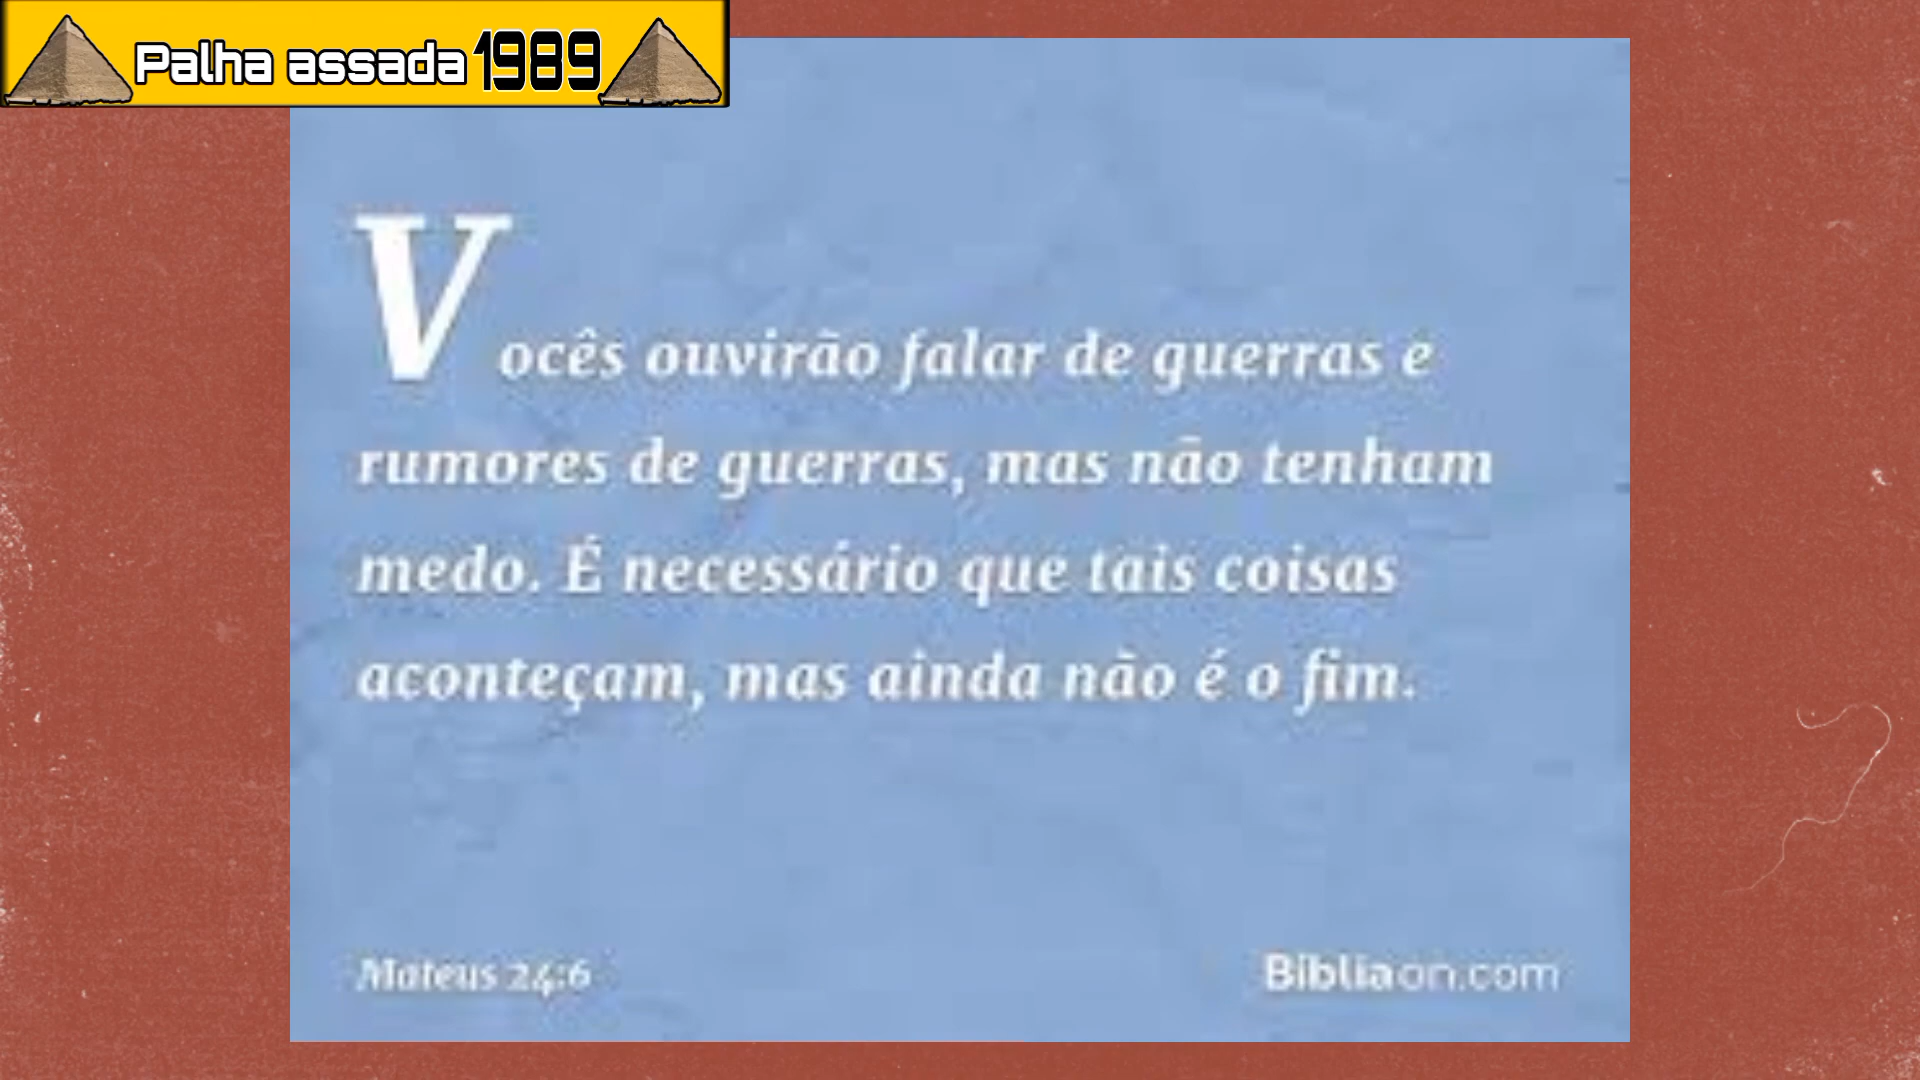 Palha assada 1989
Vocês ouvirão falar de guerras e
rumores de guerras, mas não tenham
medo. É necessário que tais coisas
aconteçam, mas ainda não é o fim.
Mateus 24:6
Bibliaon.com